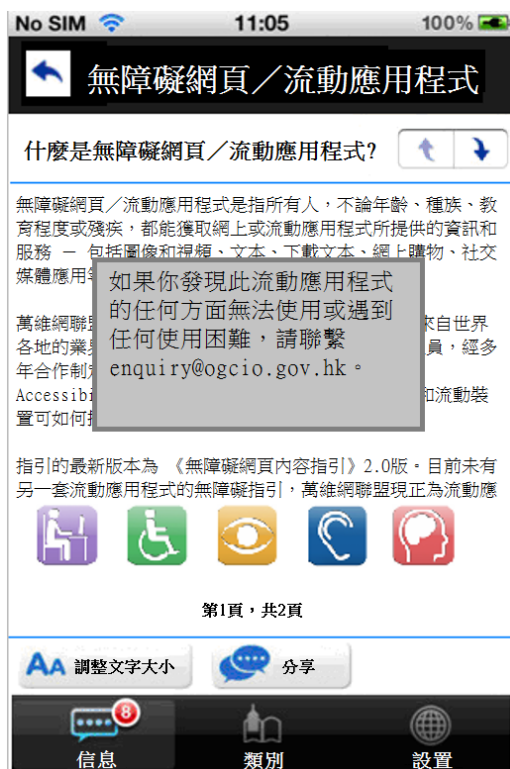 No SIM 11:05 100%
無障礙網頁／流動應用程式
什麼是無障礙網頁／流動應用程式?
無障礙網頁／流動應用程式是指所有人，不論年齡、種族、教
育程度或殘疾，都能獲取網上或流動應用程式所提供的資訊和
服務 － 包括圖像和視頻、文本、下載文本、網上購物、社交
媒體應用
如果你發現此流動應用程式
的任何方面無法使用或遇到
任何使用困難，請聯繫
enquiry@ogcio.gov.hk。
萬維網聯 來自世界
各地的業 員，經多
年合作制
Accessibi 和流動裝
置可如何
指引的最新版本為 《無障礙網頁內容指引》2.0版。目前未有
另一套流動應用程式的無障礙指引，萬維網聯盟現正為流動應
第1頁，共2頁
AA 調整文字大小 分享
8
信息 類別 設置